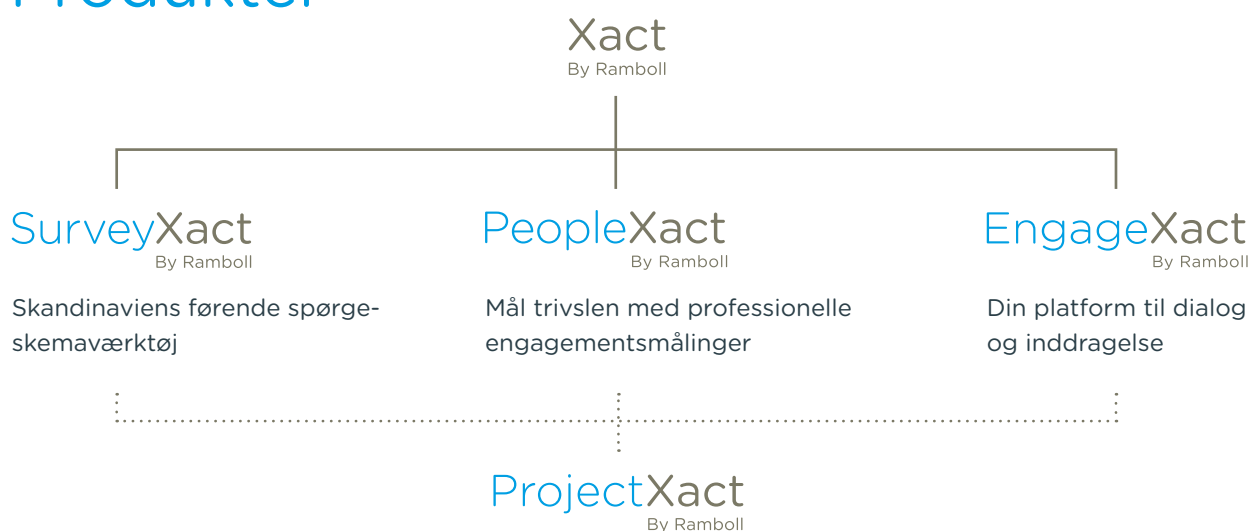 Produkter
Xact
By Ramboll
SurveyXact
By Ramboll
PeopleXact
By Ramboll
EngageXact
By Ramboll
Skandinaviens førende spørge-
skemaværktøj
Mål trivslen med professionelle
engagementsmålinger
Din platform til dialog
og inddragelse
ProjectXact
By Ramboll